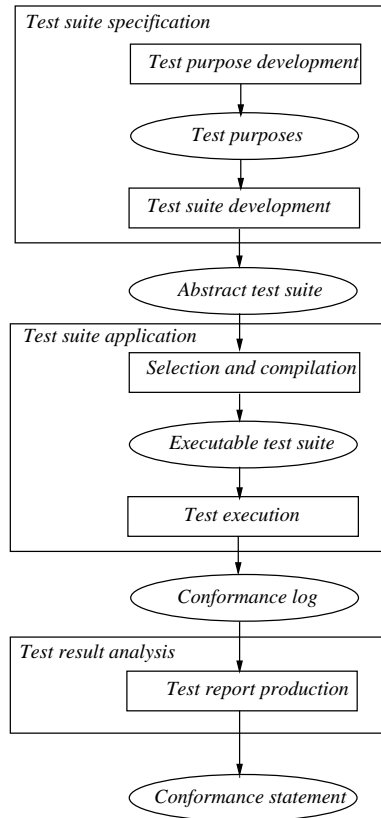 Test suite specification
Test purpose development
Test purposes
Test suite development
Abstract test suite
Test suite application
Selection and compilation
Executable test suite
Test execution
Conformance log
Test result analysis
Test report production
Conformance statement